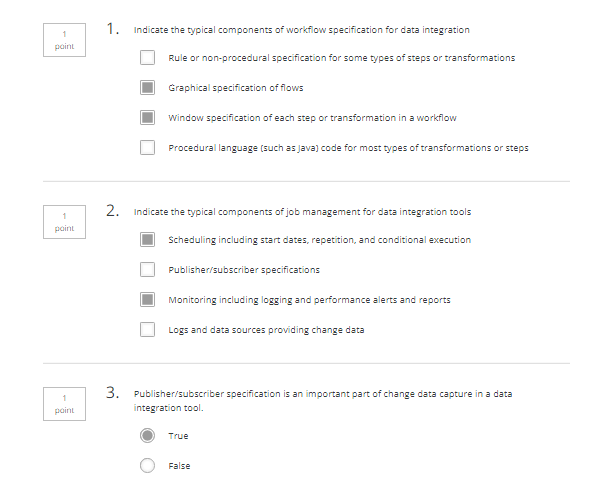 1
point
1. Indicate the typical components of workflow specification for data integration
Rule or non-procedural specification for some types of steps or transformations
Graphical specification of flows
Window specification of each step or transformation in a workflow
Procedural language (such as Java) code for most types of transformations or steps
1
point
2. Indicate the typical components of job management for data integration tools
Scheduling including start dates, repetition, and conditional execution
Publisher/subscriber specifications
Monitoring including logging and performance alerts and reports
Logs and data sources providing change data
1
point
3. Publisher/subscriber specification is an important part of change data capture in a data
integration tool.
True
False